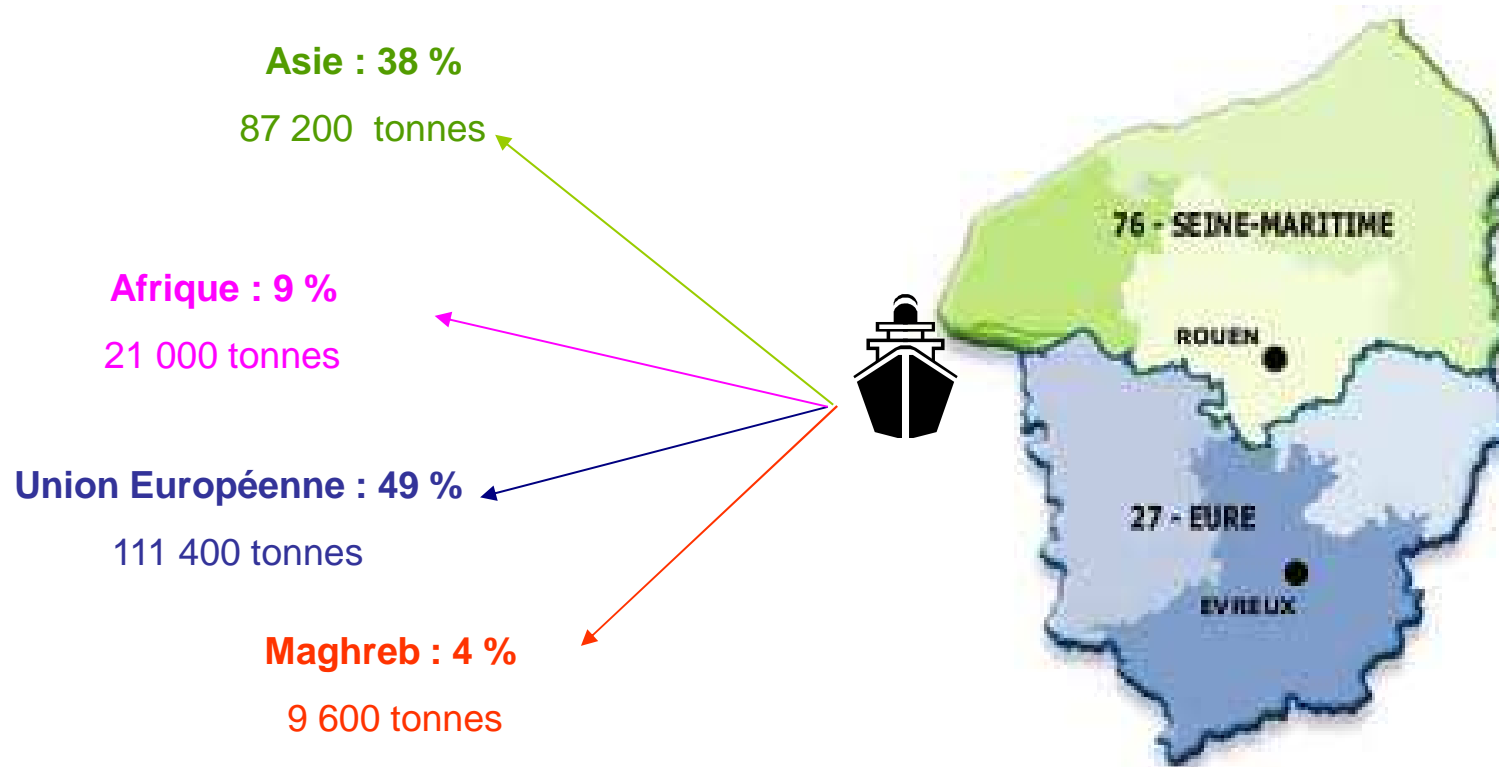 Asie : 38 %
87 200 tonnes
Afrique : 9 %
21 000 tonnes
Union Européenne : 49 %
111 400 tonnes
Maghreb : 4 %
9 600 tonnes
76 - SEINE-MARITIME
ROUEN
27 - EURE
EVREUX